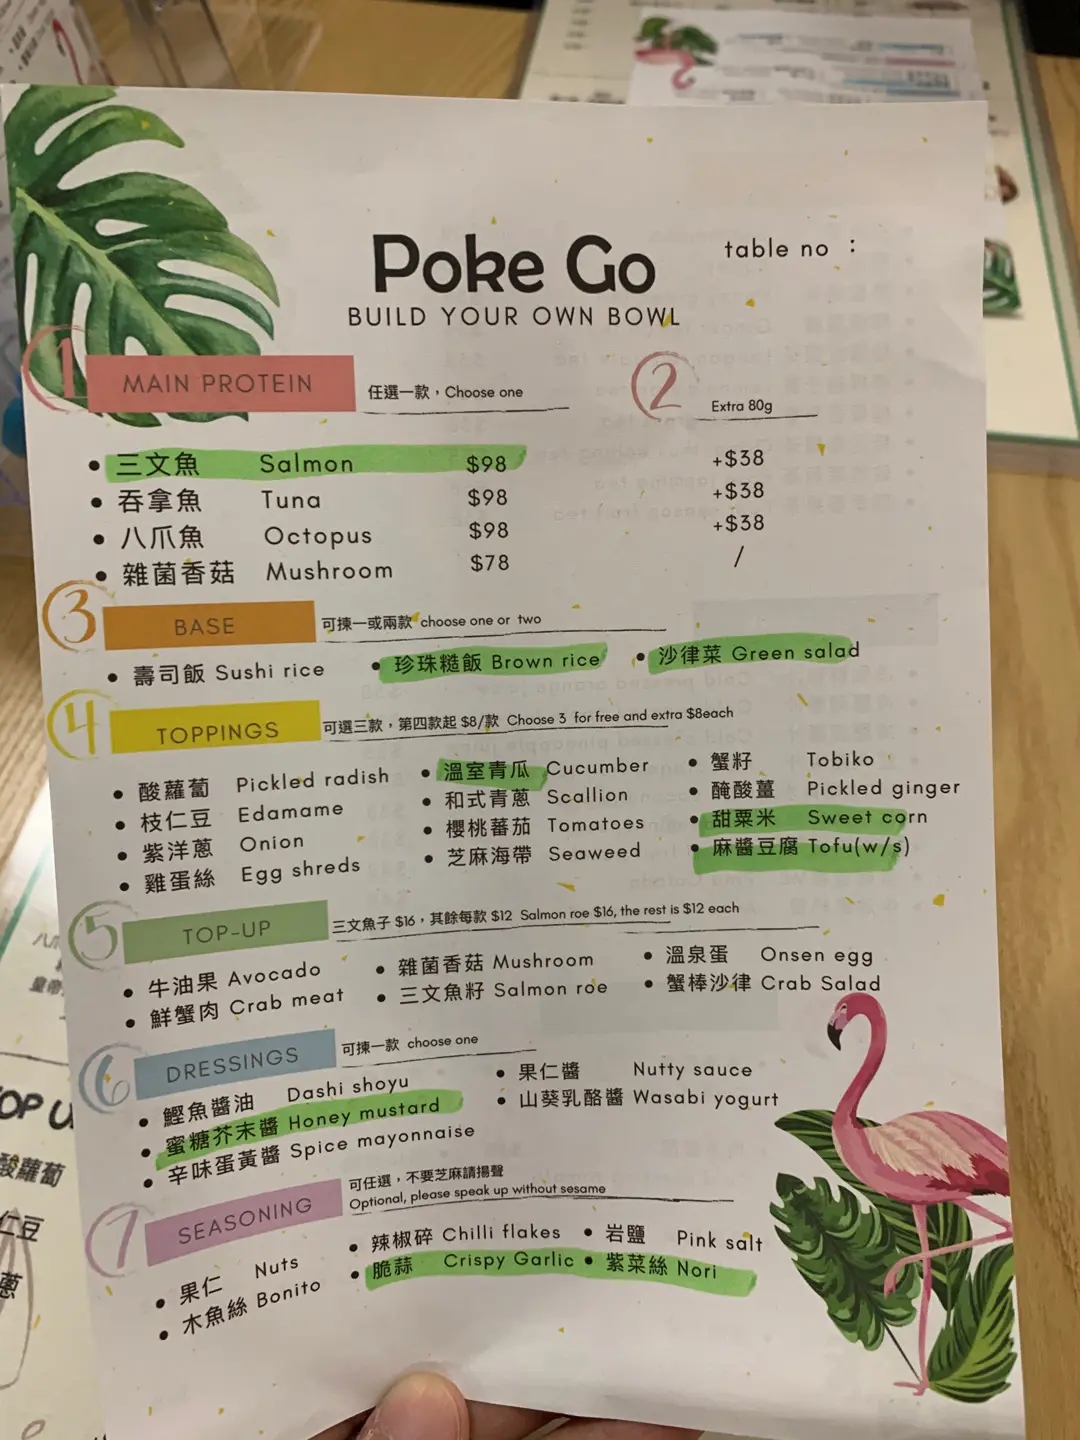 Poke Go
table no :
BUILD YOUR OWN BOWL
1 MAIN PROTEIN 任選一款，Choose one
2 Extra 80g
• 三文魚 Salmon $98 +$38
• 吞拿魚 Tuna $98 +$38
• 八爪魚 Octopus $98 +$38
• 雜菌香菇 Mushroom $78 /
3 BASE 可揀一或兩款 choose one or two
• 壽司飯 Sushi rice • 珍珠糙飯 Brown rice • 沙律菜 Green salad
4 TOPPINGS 可選三款，第四款起 $8/款 Choose 3 for free and extra $8each
• 酸蘿蔔 Pickled radish • 溫室青瓜 Cucumber • 蟹籽 Tobiko
• 枝仁豆 Edamame • 和式青蔥 Scallion • 醃酸薑 Pickled ginger
• 紫洋蔥 Onion • 櫻桃蕃茄 Tomatoes • 甜粟米 Sweet corn
• 雞蛋絲 Egg shreds • 芝麻海帶 Seaweed • 麻醬豆腐 Tofu(w/s)
5 TOP-UP 三文魚子 $16，其餘每款 $12 Salmon roe $16, the rest is $12 each
• 牛油果 Avocado • 雜菌香菇 Mushroom • 溫泉蛋 Onsen egg
• 鮮蟹肉 Crab meat • 三文魚籽 Salmon roe • 蟹棒沙律 Crab Salad
6 DRESSINGS 可揀一款 choose one
• 鰹魚醬油 Dashi shoyu • 果仁醬 Nutty sauce
• 蜜糖芥末醬 Honey mustard • 山葵乳酪醬 Wasabi yogurt
• 辛味蛋黃醬 Spice mayonnaise
7 SEASONING 可任選，不要芝麻請揚聲
Optional, please speak up without sesame
• 果仁 Nuts • 辣椒碎 Chilli flakes • 岩鹽 Pink salt
• 木魚絲 Bonito • 脆蒜 Crispy Garlic • 紫菜絲 Nori
OP U
酸蘿蔔
仁豆
蔥